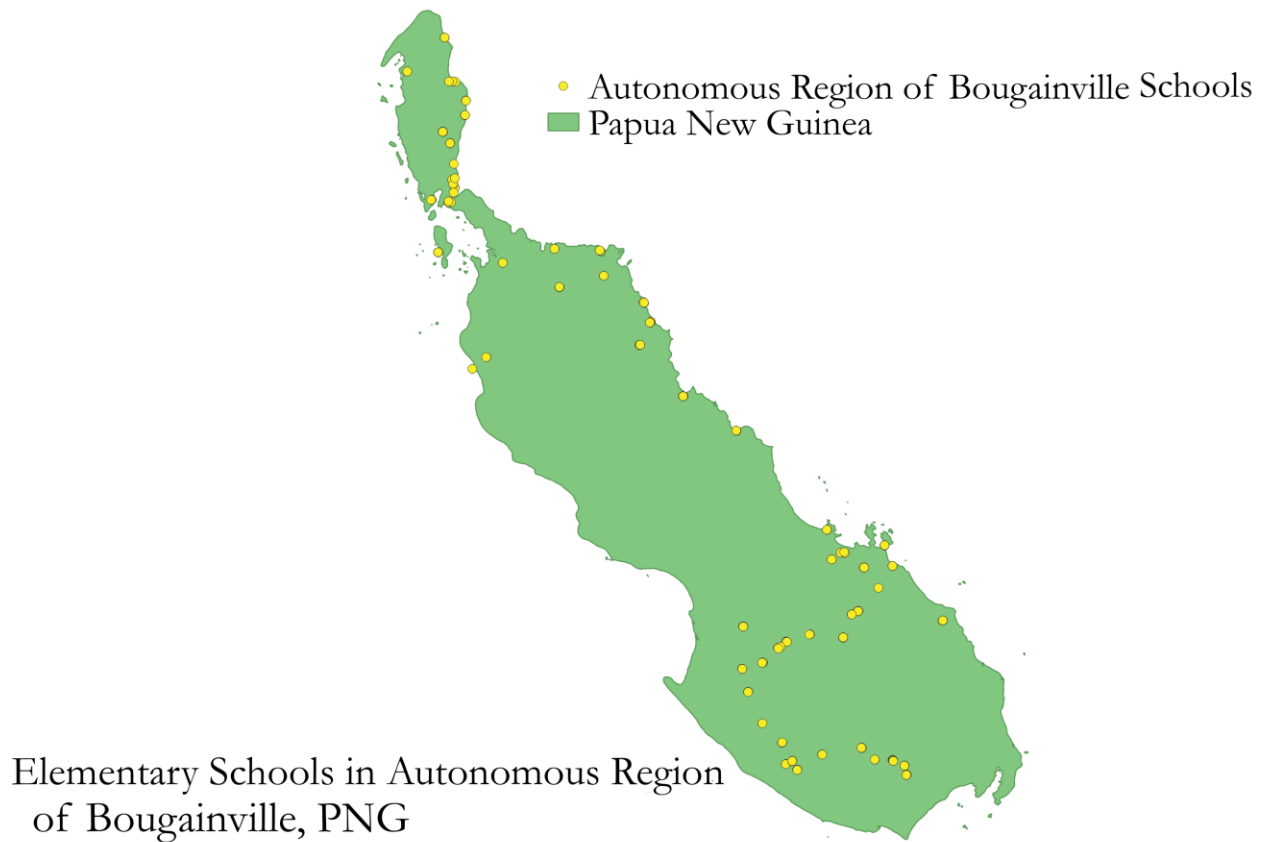 Autonomous Region of Bougainville Schools
Papua New Guinea
Elementary Schools in Autonomous Region
of Bougainville, PNG